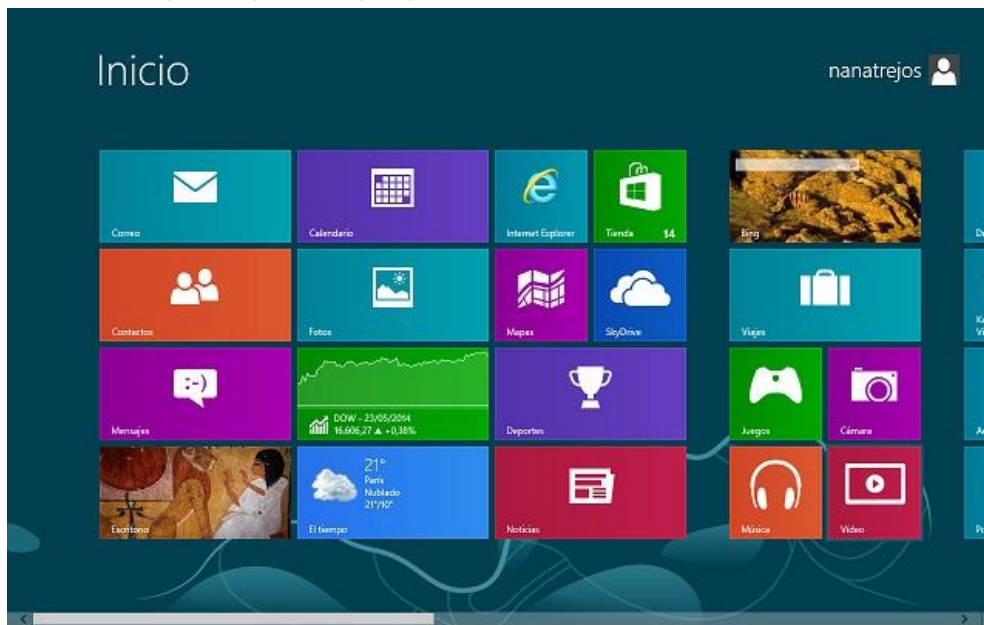 Inicio
nanatrejos
Correo
Calendario
Internet Explorer
Tienda 14
Bing
Contactos
Fotos
Mapas
SkyDrive
Viajes
Mensajes
DOW - 23/05/2014
16.606,27 ▲ +0,38%
Deportes
Juegos
Cámara
Escritorio
21°
París
Nublado
21°/10°
El tiempo
Noticias
Música
Vídeo